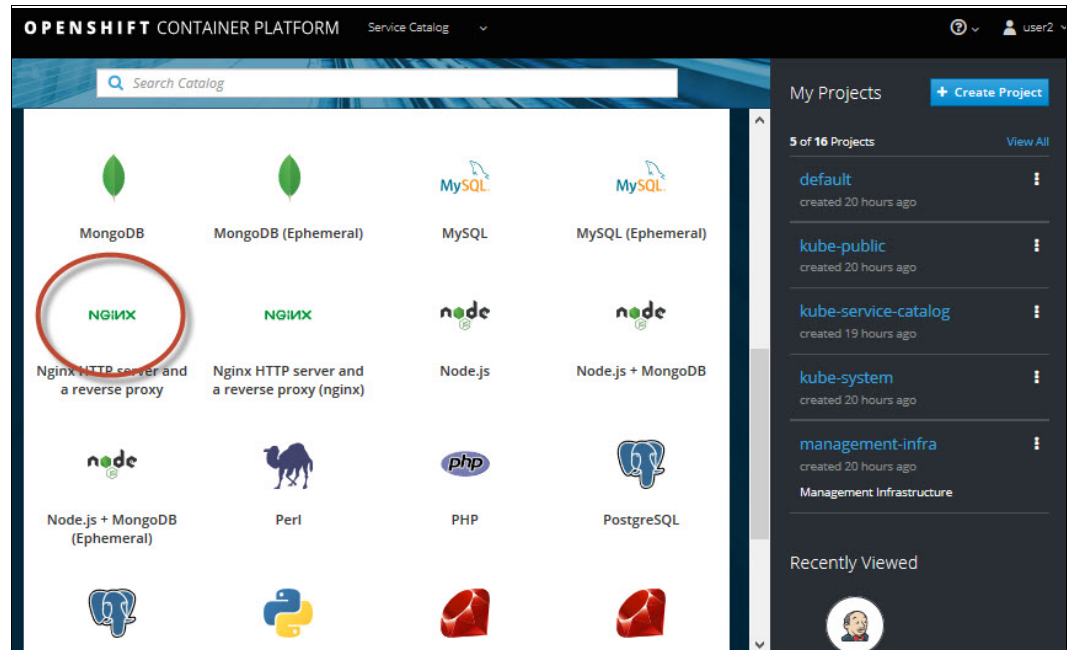 OPENSHIFT CONTAINER PLATFORM
Service Catalog
user2
Search Catalog
MongoDB
MongoDB (Ephemeral)
MySQL
MySQL
MySQL.
MySQL (Ephemeral)
NGINX
Nginx HTTP server and
a reverse proxy
NGINX
Nginx HTTP server and
a reverse proxy (nginx)
node
JS
Node.js
node
JS
Node.js + MongoDB
node
JS
Node.js + MongoDB
(Ephemeral)
Perl
php
PHP
PostgreSQL
My Projects
+ Create Project
5 of 16 Projects
View All
default
created 20 hours ago
kube-public
created 20 hours ago
kube-service-catalog
created 19 hours ago
kube-system
created 20 hours ago
management-infra
created 20 hours ago
Management Infrastructure
Recently Viewed